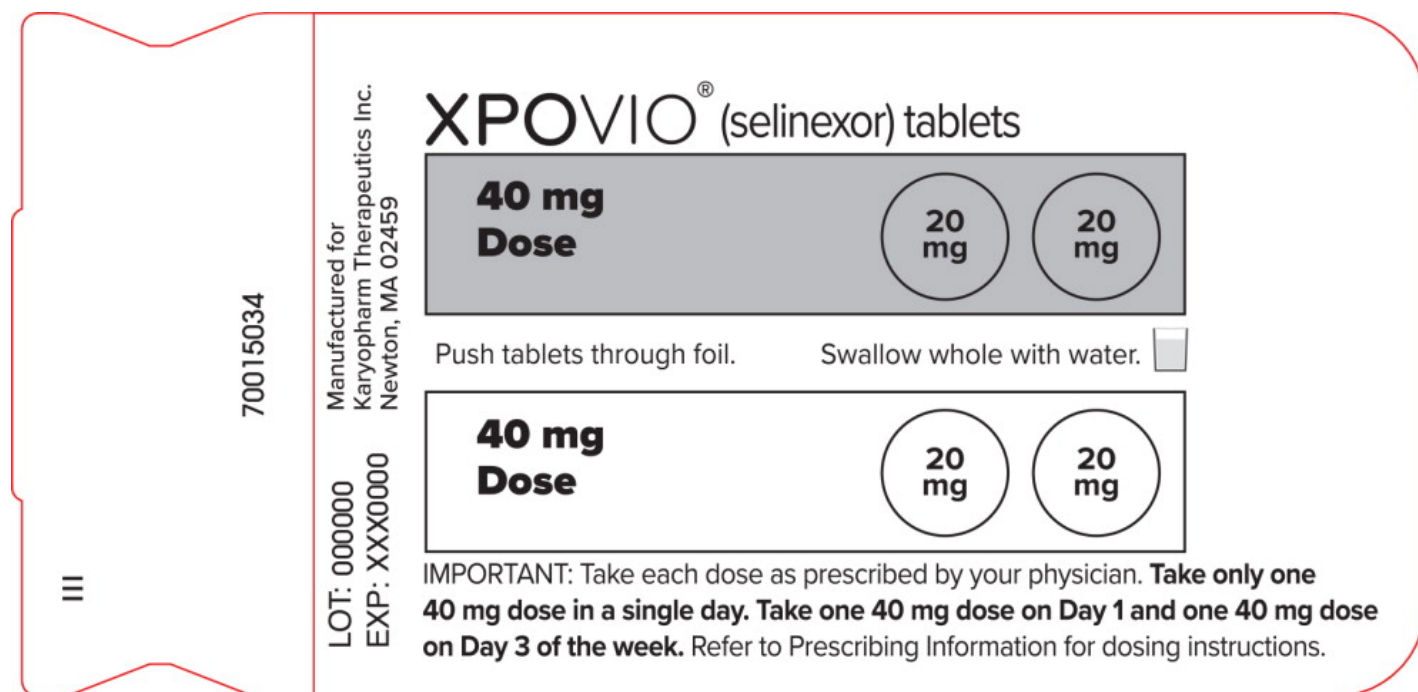 70015034
Manufactured for
Karyopharm Therapeutics Inc.
Newton, MA 02459
LOT: 000000
EXP: XXX0000
XPOVIO® (selinexor) tablets
40 mg
Dose
20
mg
20
mg
Push tablets through foil.
Swallow whole with water.
40 mg
Dose
20
mg
20
mg
IMPORTANT: Take each dose as prescribed by your physician. Take only one
40 mg dose in a single day. Take one 40 mg dose on Day 1 and one 40 mg dose
on Day 3 of the week. Refer to Prescribing Information for dosing instructions.